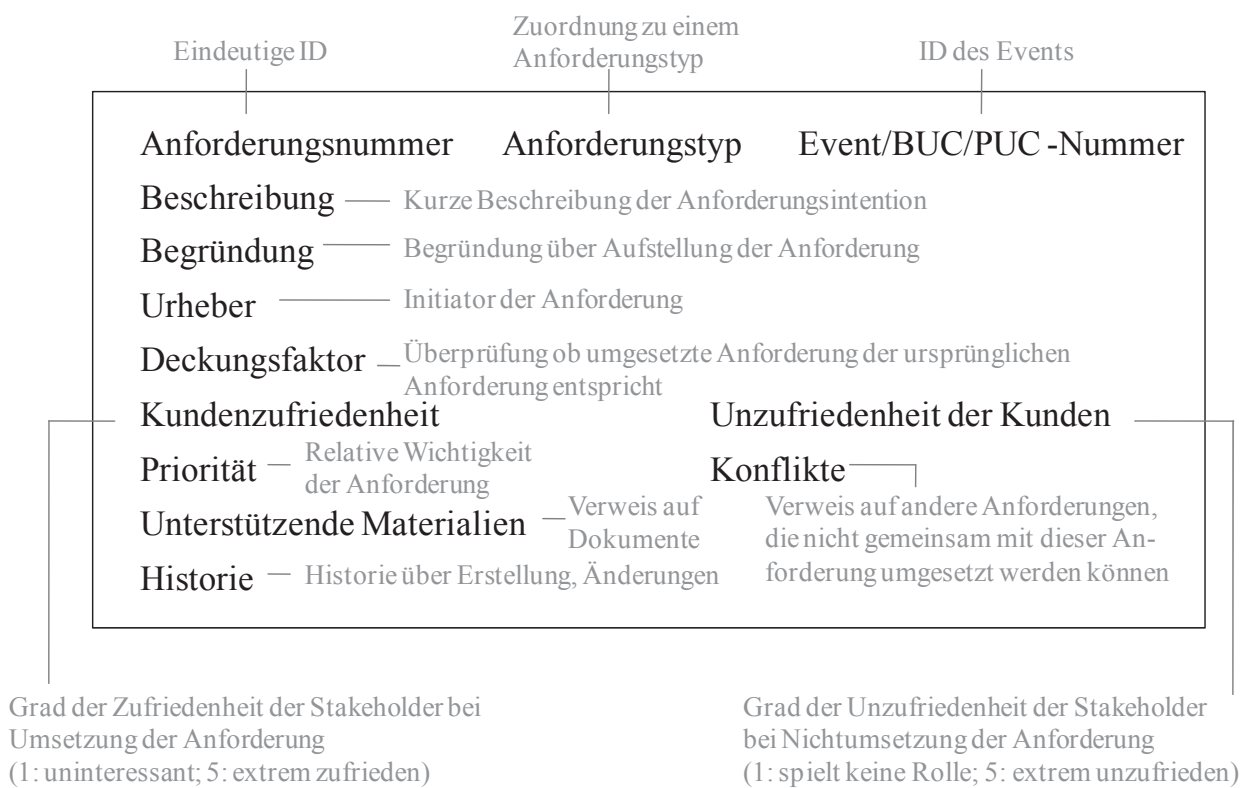 Eindeutige ID
Zuordnung zu einem
Anforderungstyp
ID des Events
Anforderungsnummer Anforderungstyp Event/BUC/PUC -Nummer
Beschreibung Kurze Beschreibung der Anforderungsintention
Begründung Begründung über Aufstellung der Anforderung
Urheber Initiator der Anforderung
Deckungsfaktor Überprüfung ob umgesetzte Anforderung der ursprünglichen
Anforderung entspricht
Kundenzufriedenheit Unzufriedenheit der Kunden
Priorität Relative Wichtigkeit
der Anforderung
Konflikte
Verweis auf andere Anforderungen,
die nicht gemeinsam mit dieser An-
forderung umgesetzt werden können
Unterstützende Materialien Verweis auf
Dokumente
Historie Historie über Erstellung, Änderungen
Grad der Zufriedenheit der Stakeholder bei
Umsetzung der Anforderung
(1: uninteressant; 5: extrem zufrieden)
Grad der Unzufriedenheit der Stakeholder
bei Nichtumsetzung der Anforderung
(1: spielt keine Rolle; 5: extrem unzufrieden)